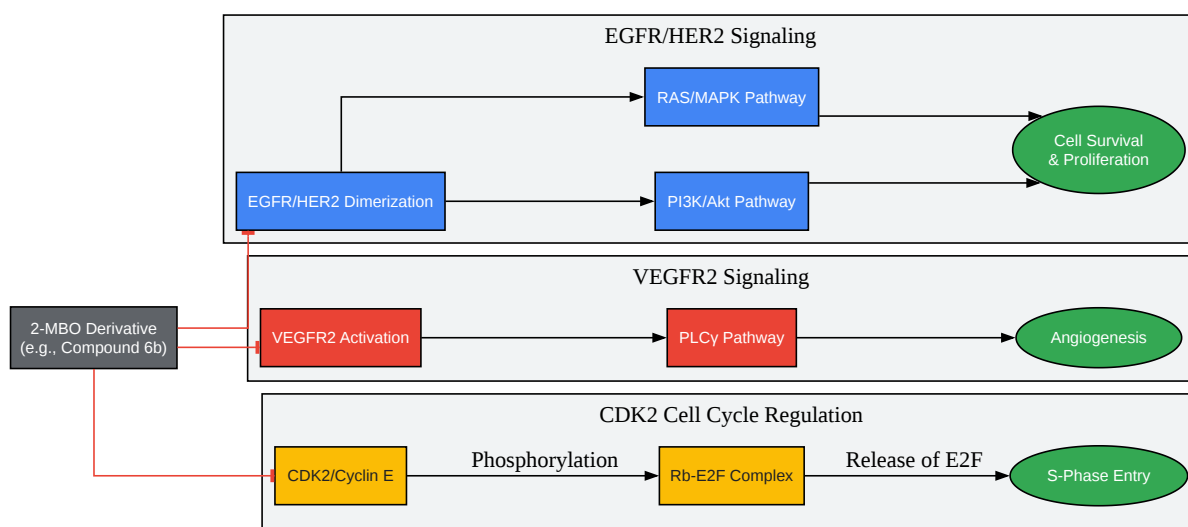 EGFR/HER2 Signaling
RAS/MAPK Pathway
Cell Survival
& Proliferation
EGFR/HER2 Dimerization
PI3K/Akt Pathway
VEGFR2 Signaling
2-MBO Derivative
(e.g., Compound 6b)
VEGFR2 Activation
PLCγ Pathway
Angiogenesis
CDK2 Cell Cycle Regulation
CDK2/Cyclin E
Phosphorylation
Rb-E2F Complex
Release of E2F
S-Phase Entry